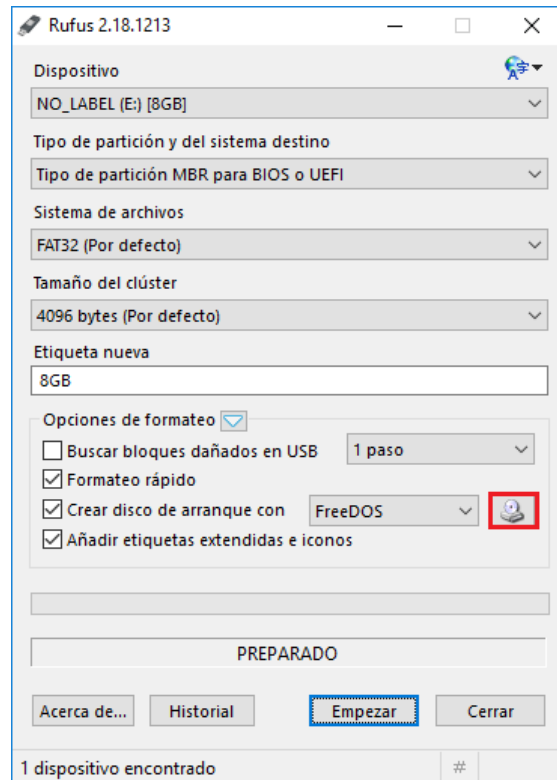 Rufus 2.18.1213
Dispositivo
NO_LABEL (E:) [8GB]
Tipo de partición y del sistema destino
Tipo de partición MBR para BIOS o UEFI
Sistema de archivos
FAT32 (Por defecto)
Tamaño del clúster
4096 bytes (Por defecto)
Etiqueta nueva
8GB
Opciones de formateo
Buscar bloques dañados en USB 1 paso
Formateo rápido
Crear disco de arranque con FreeDOS
Añadir etiquetas extendidas e iconos
PREPARADO
Acerca de... Historial Empezar Cerrar
1 dispositivo encontrado #